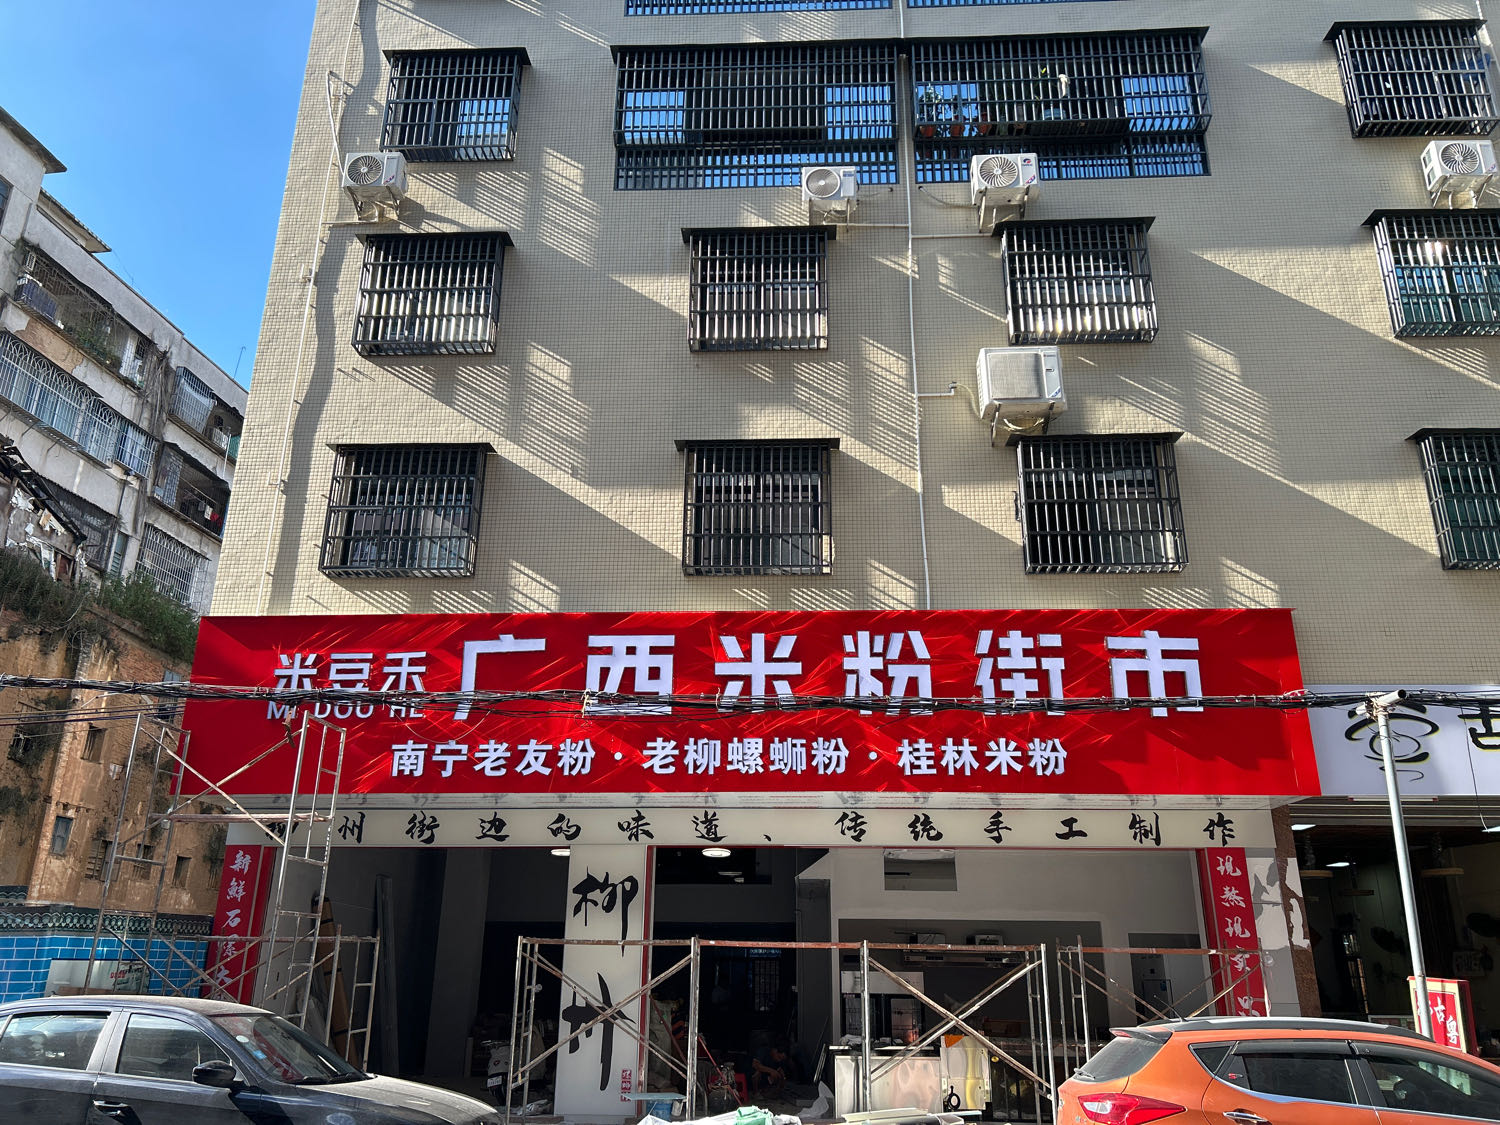 米豆禾 广西米粉街市
MI DOU HE
南宁老友粉·老柳螺蛳粉·桂林米粉
州街边的味道、传统手工制作
新鲜石
柳州
现熬现